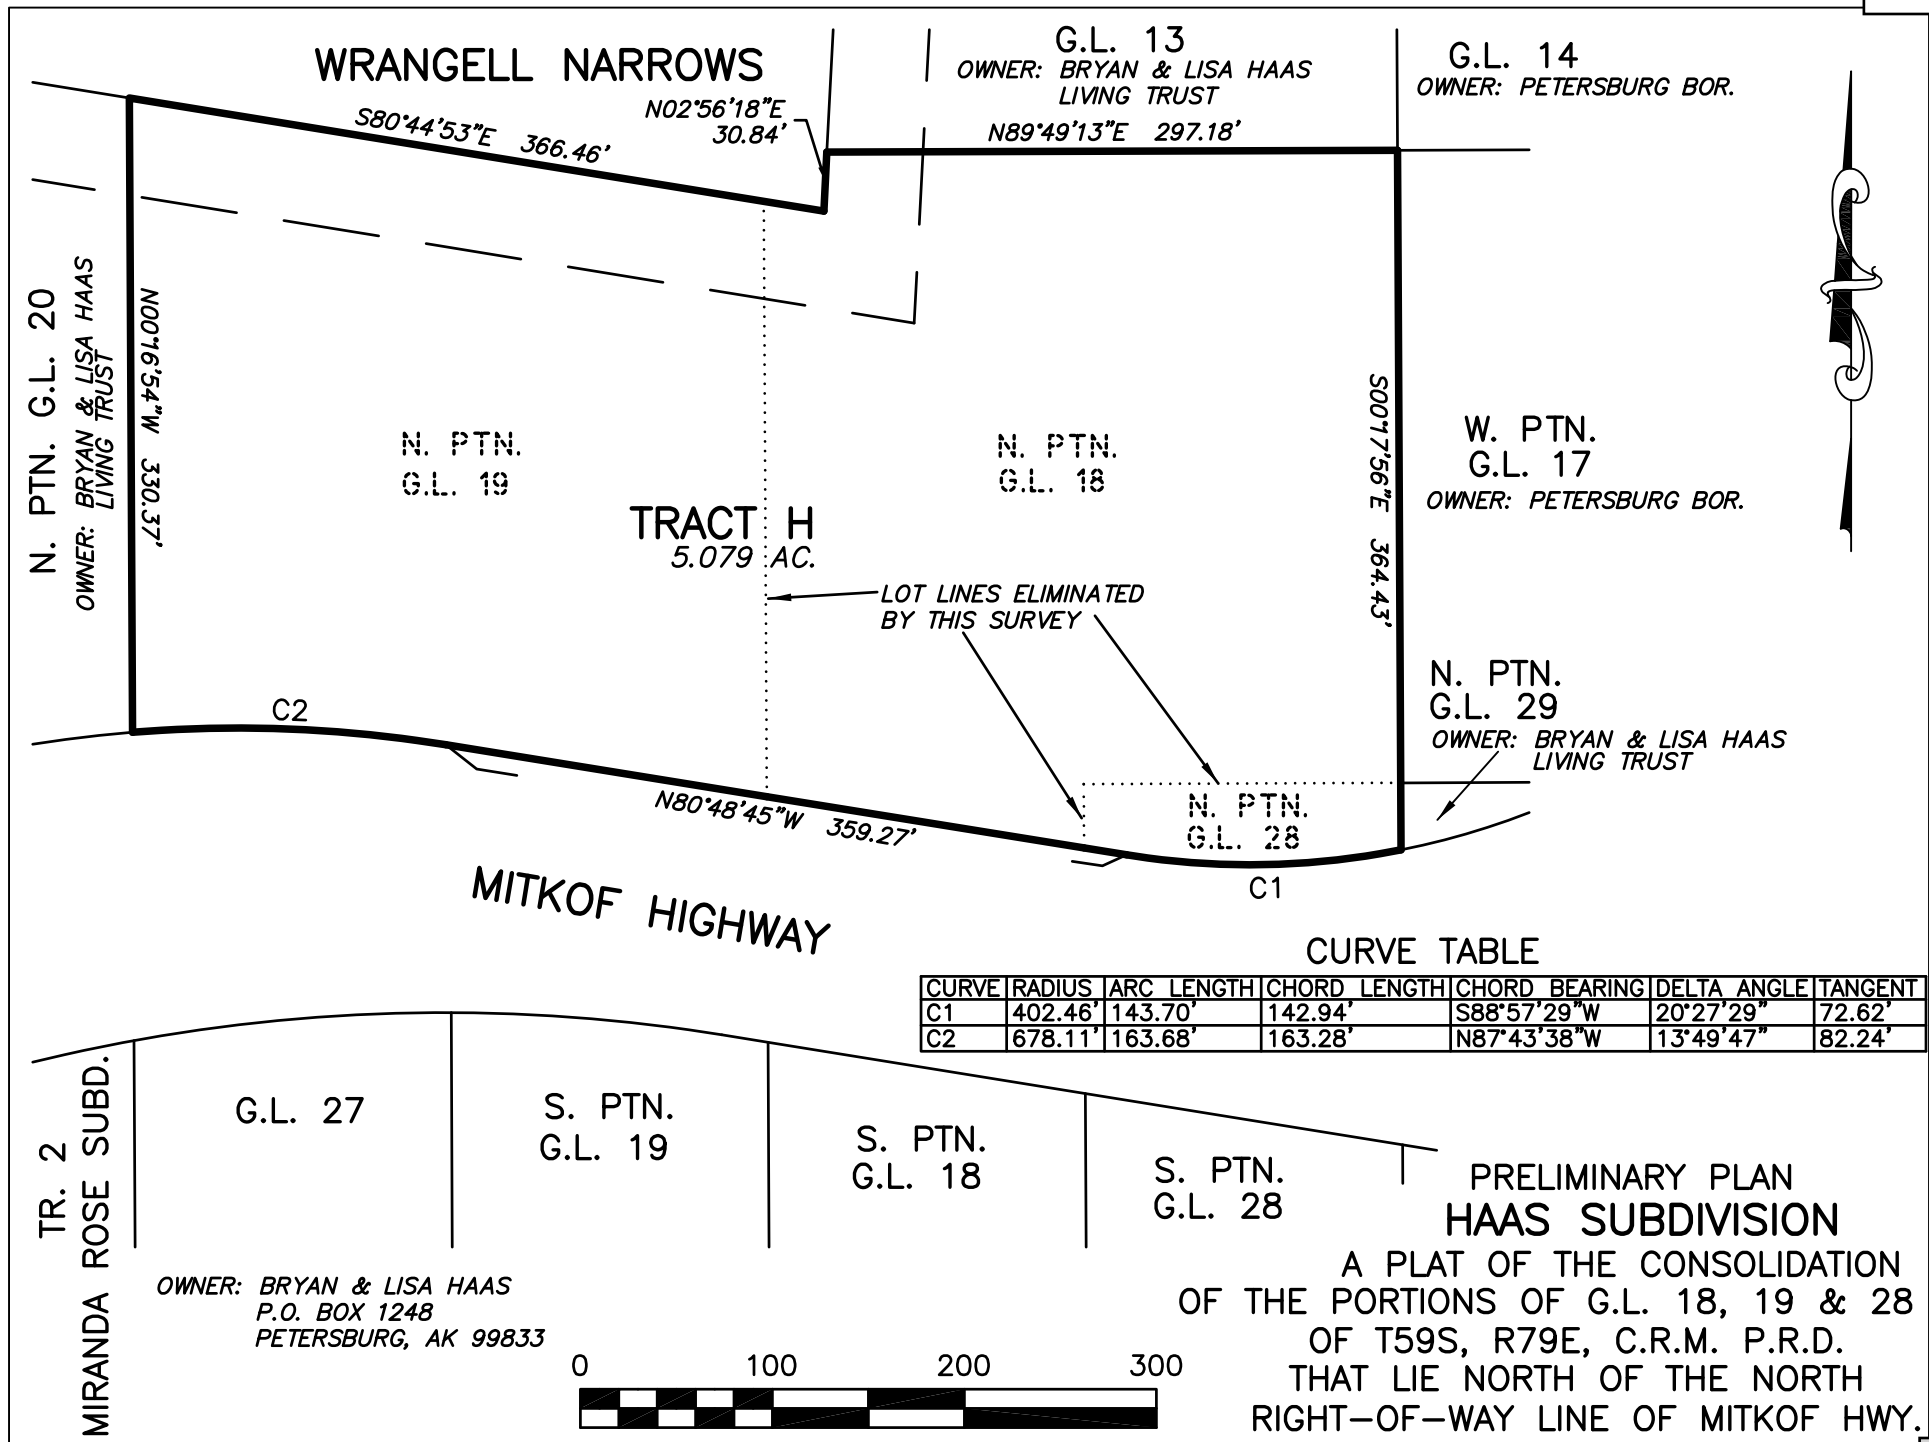 WRANGELL NARROWS
S80°44'53"E 366.46'
N02°56'18"E
30.84'
G.L. 13
OWNER: BRYAN & LISA HAAS
LIVING TRUST
N89°49'13"E 297.18'
G.L. 14
OWNER: PETERSBURG BOR.
N. PTN. G.L. 20
OWNER: BRYAN & LISA HAAS
LIVING TRUST
N00°16'54"W 330.37'
N. PTN.
G.L. 19
N. PTN.
G.L. 18
TRACT H
5.079 AC.
S00°17'56"E 364.43'
W. PTN.
G.L. 17
OWNER: PETERSBURG BOR.
LOT LINES ELIMINATED
BY THIS SURVEY
N. PTN.
G.L. 29
OWNER: BRYAN & LISA HAAS
LIVING TRUST
C2
N80°48'45"W 359.27'
N. PTN.
G.L. 28
C1
MITKOF HIGHWAY
CURVE TABLE
CURVE RADIUS ARC LENGTH CHORD LENGTH CHORD BEARING DELTA ANGLE TANGENT
C1 402.46' 143.70' 142.94' S88°57'29"W 20°27'29" 72.62'
C2 678.11' 163.68' 163.28' N87°43'38"W 13°49'47" 82.24'
TR. 2
MIRANDA ROSE SUBD.
G.L. 27
S. PTN.
G.L. 19
S. PTN.
G.L. 18
S. PTN.
G.L. 28
OWNER: BRYAN & LISA HAAS
P.O. BOX 1248
PETERSBURG, AK 99833
0 100 200 300
PRELIMINARY PLAN
HAAS SUBDIVISION
A PLAT OF THE CONSOLIDATION
OF THE PORTIONS OF G.L. 18, 19 & 28
OF T59S, R79E, C.R.M. P.R.D.
THAT LIE NORTH OF THE NORTH
RIGHT-OF-WAY LINE OF MITKOF HWY.